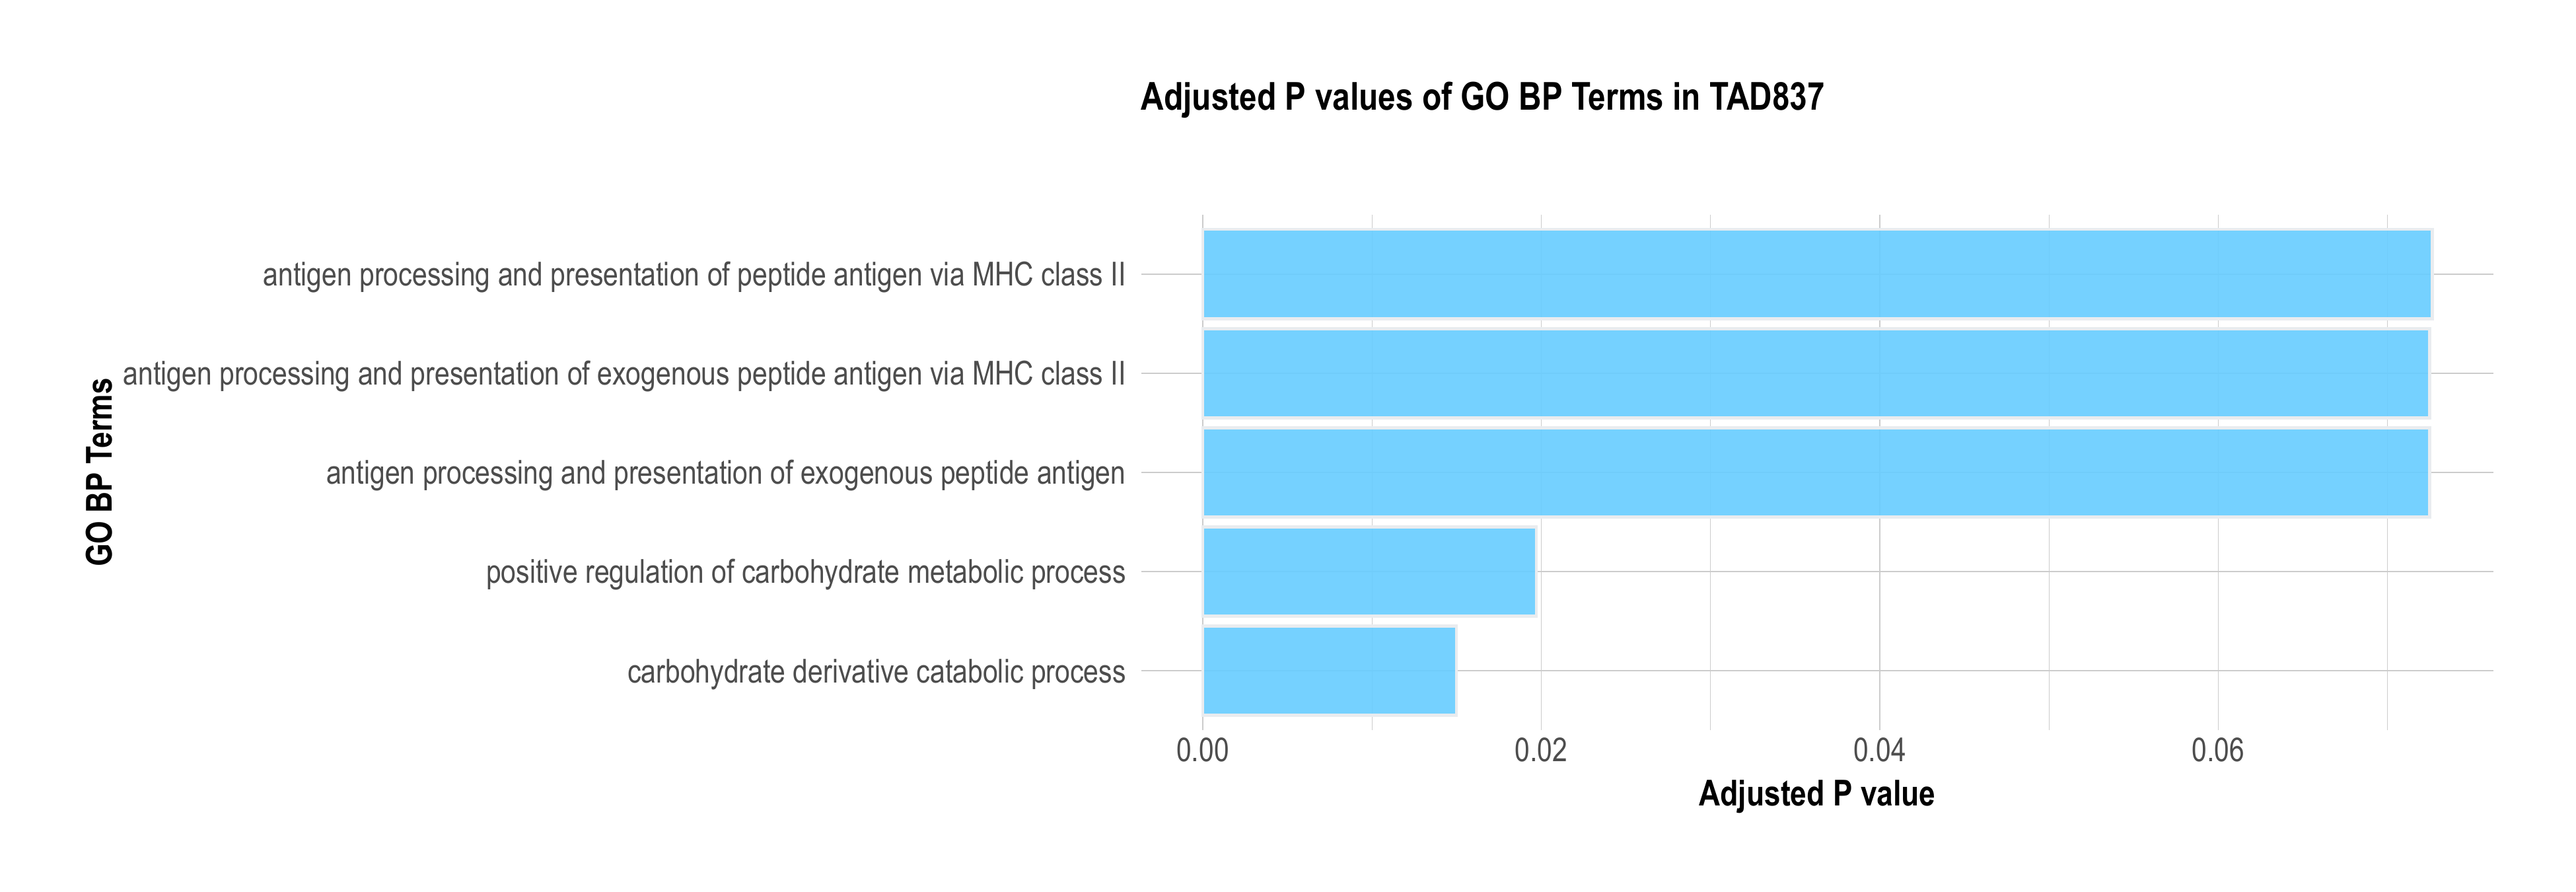 Adjusted P values of GO BP Terms in TAD837
GO BP Terms
antigen processing and presentation of peptide antigen via MHC class II
antigen processing and presentation of exogenous peptide antigen via MHC class II
antigen processing and presentation of exogenous peptide antigen
positive regulation of carbohydrate metabolic process
carbohydrate derivative catabolic process
0.00 0.02 0.04 0.06
Adjusted P value